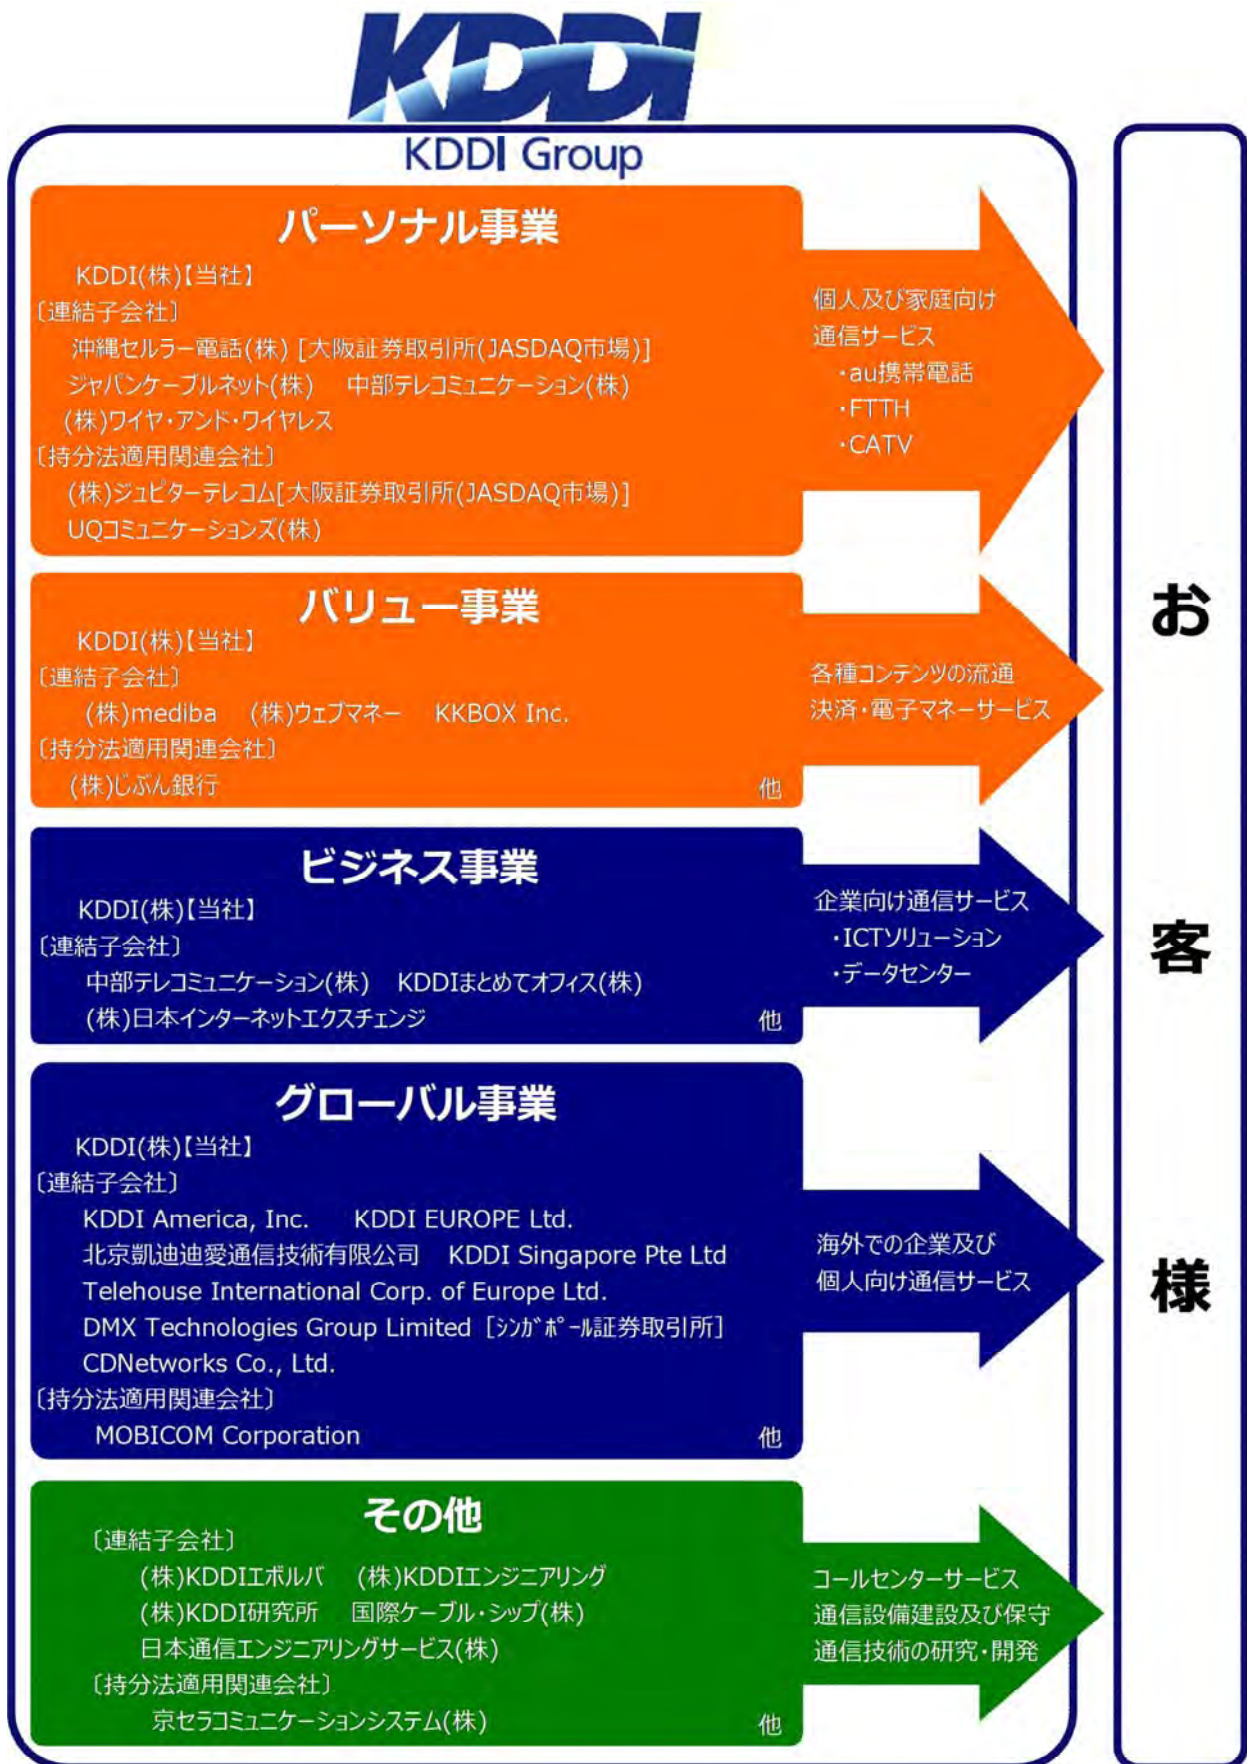 KDDI
KDDI Group
パーソナル事業
KDDI(株)【当社】
〔連結子会社〕
沖縄セルラー電話(株) [大阪証券取引所(JASDAQ市場)]
ジャパンケーブルネット(株) 中部テレコミュニケーション(株)
(株)ワイヤ・アンド・ワイヤレス
〔持分法適用関連会社〕
(株)ジュピターテレコム[大阪証券取引所(JASDAQ市場)]
UQコミュニケーションズ(株)
個人及び家庭向け
通信サービス
・au携帯電話
・FTTH
・CATV
バリュー事業
KDDI(株)【当社】
〔連結子会社〕
(株)mediba (株)ウェブマネー KKBOX Inc.
〔持分法適用関連会社〕
(株)じぶん銀行 他
各種コンテンツの流通
決済・電子マネーサービス
ビジネス事業
KDDI(株)【当社】
〔連結子会社〕
中部テレコミュニケーション(株) KDDIまとめてオフィス(株)
(株)日本インターネットエクスチェンジ 他
企業向け通信サービス
・ICTソリューション
・データセンター
グローバル事業
KDDI(株)【当社】
〔連結子会社〕
KDDI America, Inc. KDDI EUROPE Ltd.
北京凱迪迪愛通信技術有限公司 KDDI Singapore Pte Ltd
Telehouse International Corp. of Europe Ltd.
DMX Technologies Group Limited [ｼﾝｶﾞﾎﾟｰﾙ証券取引所]
CDNetworks Co., Ltd.
〔持分法適用関連会社〕
MOBICOM Corporation 他
海外での企業及び
個人向け通信サービス
その他
〔連結子会社〕
(株)KDDIエボルバ (株)KDDIエンジニアリング
(株)KDDI研究所 国際ケーブル・シップ(株)
日本通信エンジニアリングサービス(株)
〔持分法適用関連会社〕
京セラコミュニケーションシステム(株) 他
コールセンターサービス
通信設備建設及び保守
通信技術の研究・開発
お客様